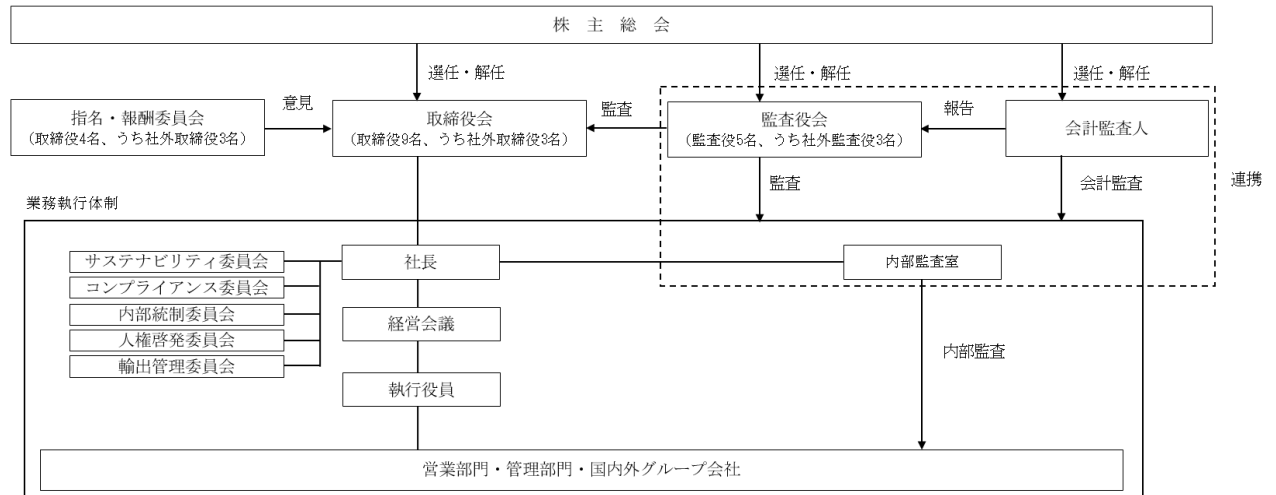 株 主 総 会
選任・解任
選任・解任
選任・解任
指名・報酬委員会
(取締役4名、うち社外取締役3名)
意見
取締役会
(取締役9名、うち社外取締役3名)
監査
監査役会
(監査役5名、うち社外監査役3名)
報告
会計監査人
監査
会計監査
連携
業務執行体制
サステナビリティ委員会
コンプライアンス委員会
内部統制委員会
人権啓発委員会
輸出管理委員会
社長
内部監査室
経営会議
内部監査
執行役員
営業部門・管理部門・国内外グループ会社